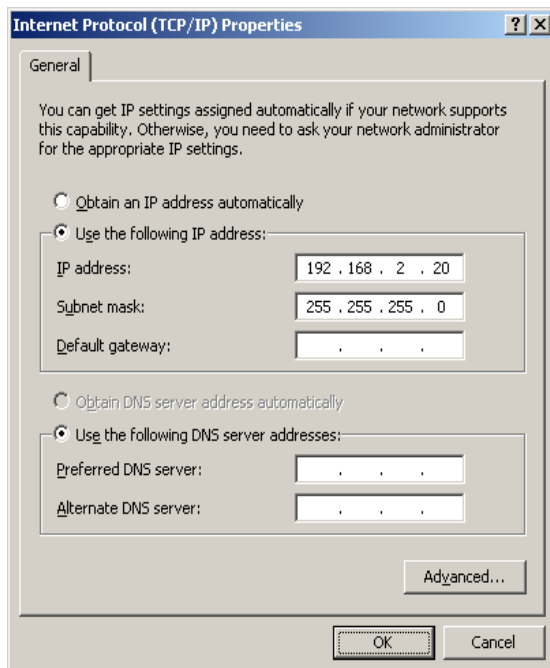 Internet Protocol (TCP/IP) Properties
General
You can get IP settings assigned automatically if your network supports
this capability. Otherwise, you need to ask your network administrator
for the appropriate IP settings.
Obtain an IP address automatically
Use the following IP address:
IP address: 192 . 168 . 2 . 20
Subnet mask: 255 . 255 . 255 . 0
Default gateway: . . .
Obtain DNS server address automatically
Use the following DNS server addresses:
Preferred DNS server: . . .
Alternate DNS server: . . .
Advanced...
OK Cancel